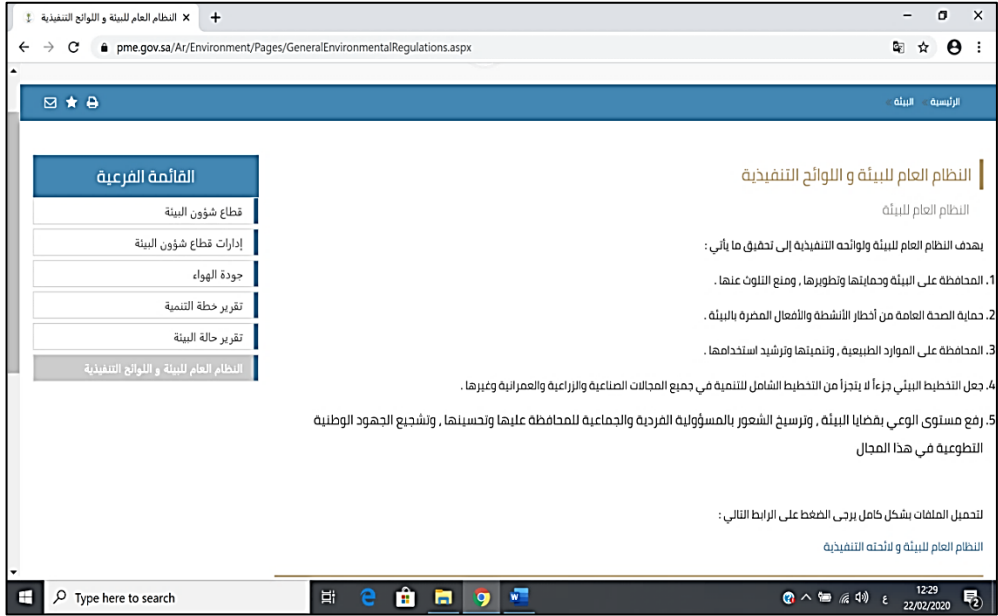 النظام العام للبيئة و اللوائح التنفيذية
pme.gov.sa/Ar/Environment/Pages/GeneralEnvironmentalRegulations.aspx
الرئيسية البيئة
النظام العام للبيئة و اللوائح التنفيذية
النظام العام للبيئة
يهدف النظام العام للبيئة ولوائحه التنفيذية إلى تحقيق ما يأتي :
1. المحافظة على البيئة وحمايتها وتطويرها , ومنع التلوث عنها .
2. حماية الصحة العامة من أخطار الأنشطة والأفعال المضرة بالبيئة .
3. المحافظة على الموارد الطبيعية , وتنميتها وترشيد استخدامها .
4. جعل التخطيط البيئي جزءاً لا يتجزأ من التخطيط الشامل للتنمية في جميع المجالات الصناعية والزراعية والعمرانية وغيرها .
5. رفع مستوى الوعي بقضايا البيئة , وترسيخ الشعور بالمسؤولية الفردية والجماعية للمحافظة عليها وتحسينها , وتشجيع الجهود الوطنية
التطوعية في هذا المجال
لتحميل الملفات بشكل كامل يرجى الضغط على الرابط التالي :
النظام العام للبيئة و لائحته التنفيذية
القائمة الفرعية
قطاع شؤون البيئة
إدارات قطاع شؤون البيئة
جودة الهواء
تقرير خطة التنمية
تقرير حالة البيئة
النظام العام للبيئة و اللوائح التنفيذية
Type here to search
ع
12:29
22/02/2020
2